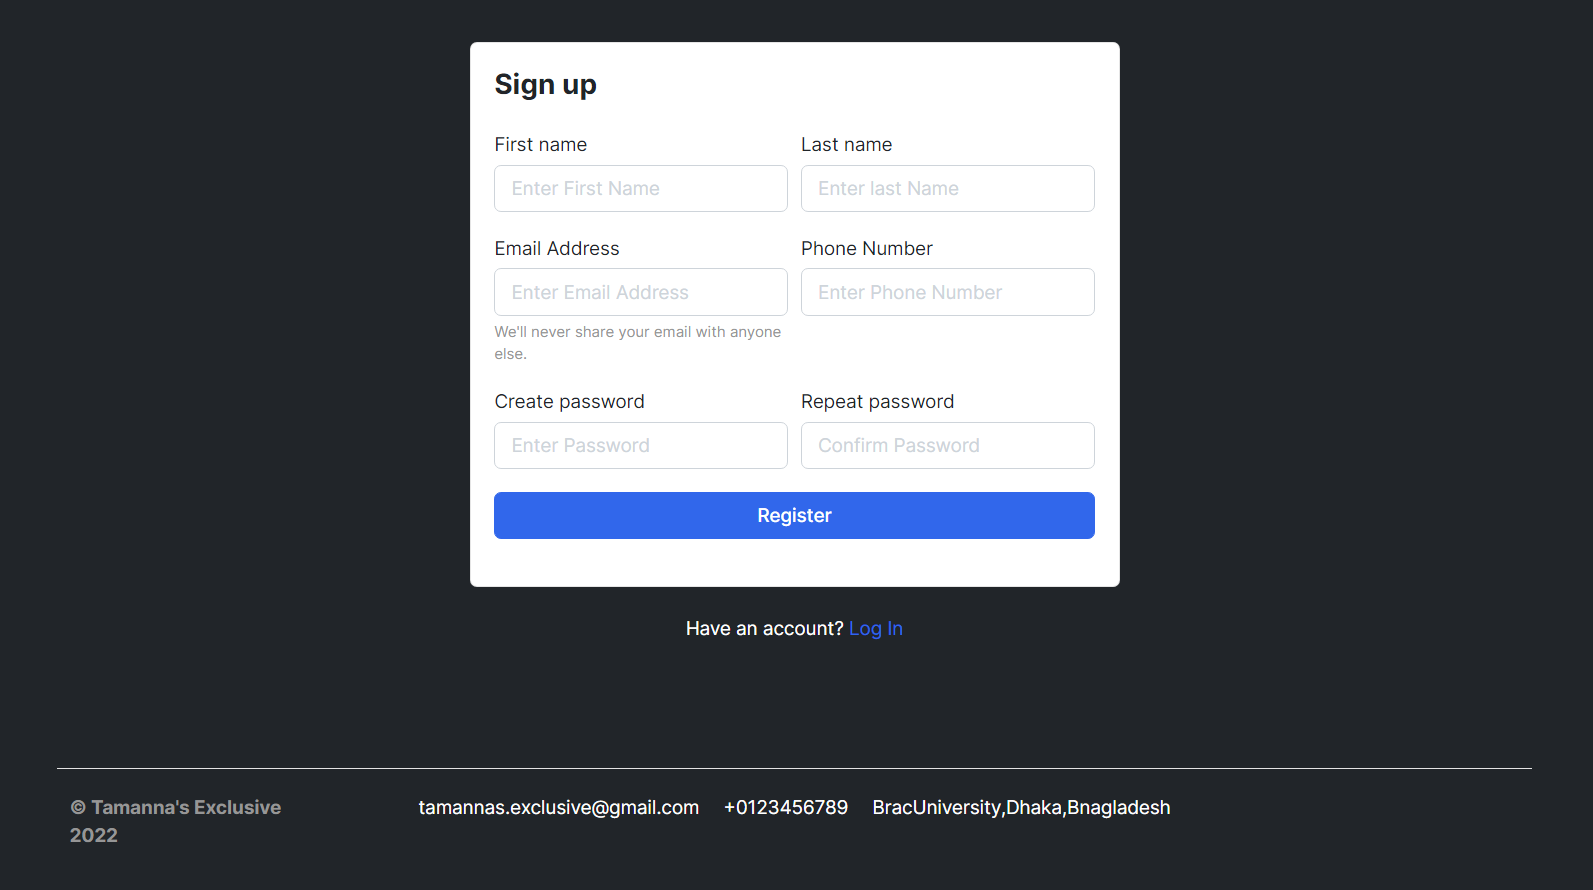 Sign up
First name Last name
Enter First Name Enter last Name
Email Address Phone Number
Enter Email Address Enter Phone Number
We'll never share your email with anyone
else.
Create password Repeat password
Enter Password Confirm Password
Register
Have an account? Log In
© Tamanna's Exclusive
2022
tamannas.exclusive@gmail.com +0123456789 BracUniversity,Dhaka,Bnagladesh